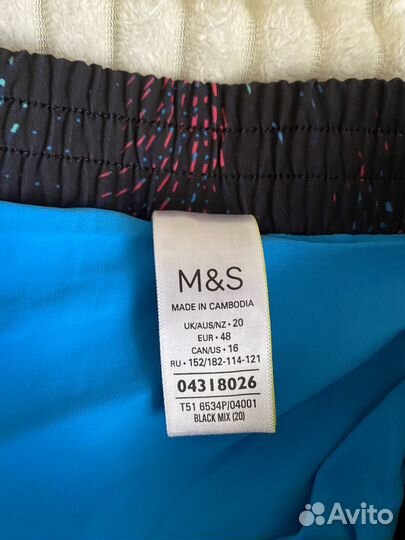 M&S
MADE IN CAMBODIA
UK/AUS/NZ • 20
EUR • 48
CAN/US • 16
RU • 152/182-114-121
04318026
T51 6534P/04001
BLACK MIX (20)
Avito